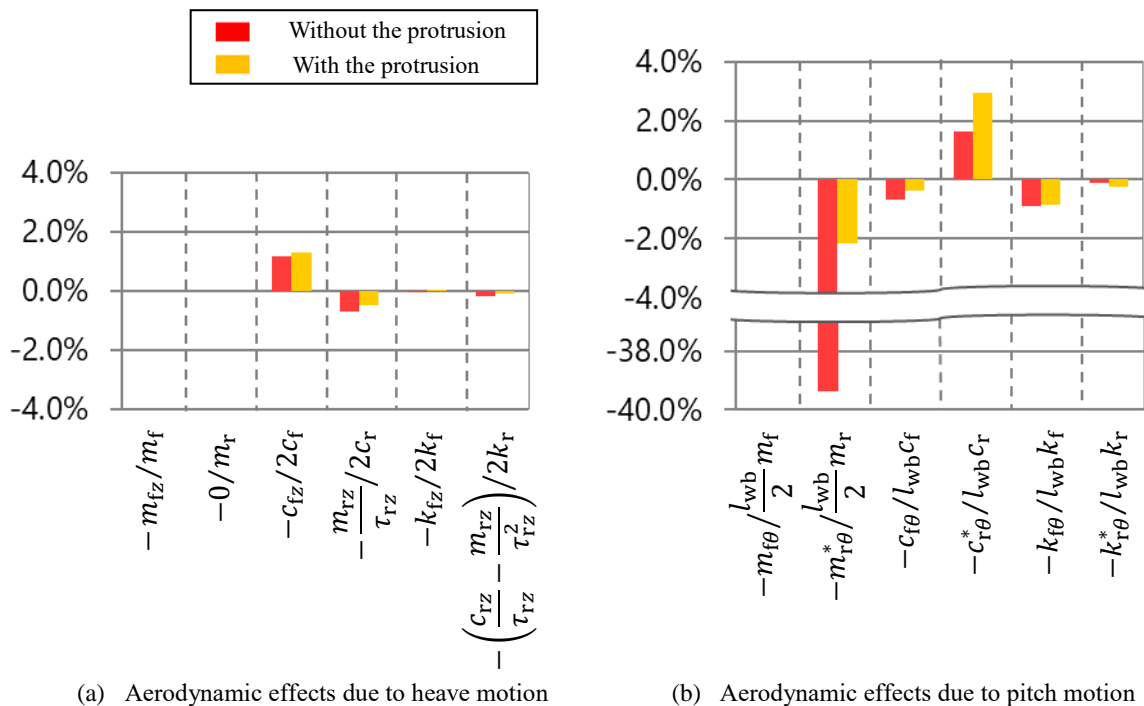 Without the protrusion
With the protrusion
4.0%
2.0%
0.0%
-2.0%
-4.0%
−m_fz/m_f
−0/m_r
−c_fz/2c_f
−m_rz/τ_rz/2c_r
−k_fz/2k_f
−(c_rz/τ_rz − m_rz/τ_rz^2)/2k_r
(a) Aerodynamic effects due to heave motion
4.0%
2.0%
0.0%
-2.0%
-4.0%
-38.0%
-40.0%
−m_fθ/l_wb/2 m_f
−m*_rθ/l_wb/2 m_r
−c_fθ/l_wb c_f
−c*_rθ/l_wb c_r
−k_fθ/l_wb k_f
−k*_rθ/l_wb k_r
(b) Aerodynamic effects due to pitch motion